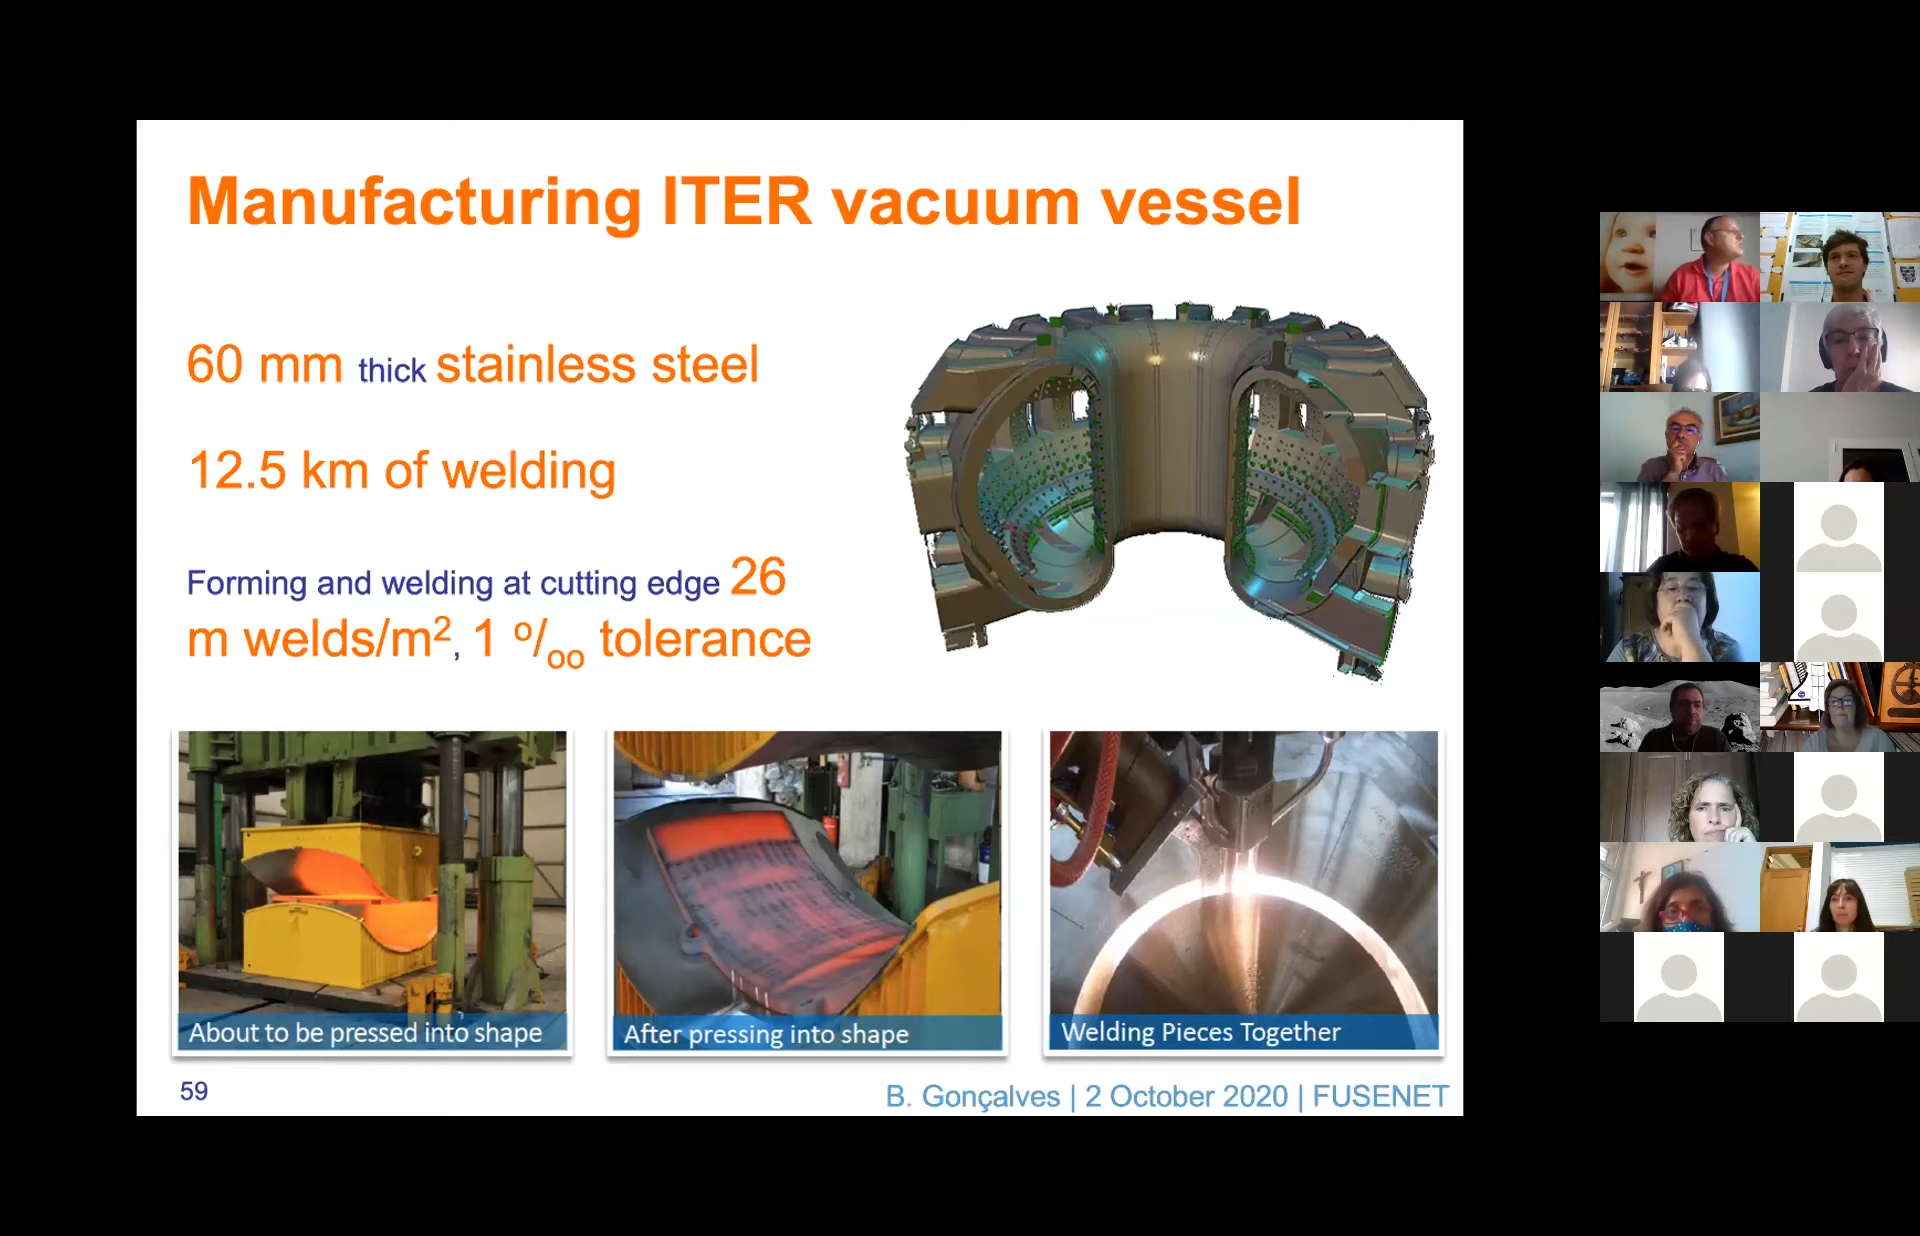 Manufacturing ITER vacuum vessel
60 mm thick stainless steel
12.5 km of welding
Forming and welding at cutting edge 26
m welds/m², 1 º/oo tolerance
About to be pressed into shape
After pressing into shape
Welding Pieces Together
59
B. Gonçalves | 2 October 2020 | FUSENET